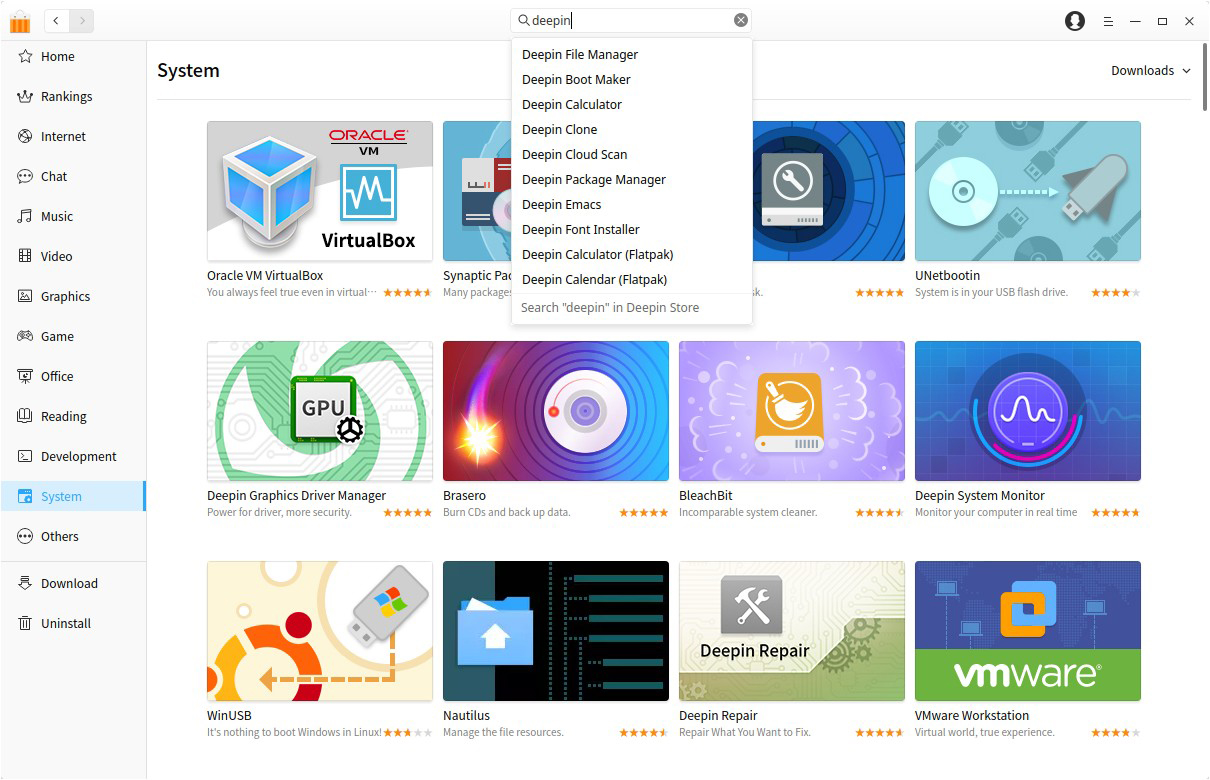 deepin
Home
Rankings
Internet
Chat
Music
Video
Graphics
Game
Office
Reading
Development
System
Others
Download
Uninstall
System
Downloads
Deepin File Manager
Deepin Boot Maker
Deepin Calculator
Deepin Clone
Deepin Cloud Scan
Deepin Package Manager
Deepin Emacs
Deepin Font Installer
Deepin Calculator (Flatpak)
Deepin Calendar (Flatpak)
Search "deepin" in Deepin Store
ORACLE
VM
VirtualBox
Oracle VM VirtualBox
You always feel true even in virtual···
Synaptic Pac
Many packages
sk.
UNetbootin
System is in your USB flash drive.
GPU
Deepin Graphics Driver Manager
Power for driver, more security.
Brasero
Burn CDs and back up data.
BleachBit
Incomparable system cleaner.
Deepin System Monitor
Monitor your computer in real time
WinUSB
It's nothing to boot Windows in Linux!
Nautilus
Manage the file resources.
Deepin Repair
Deepin Repair
Repair What You Want to Fix.
vmware
VMware Workstation
Virtual world, true experience.